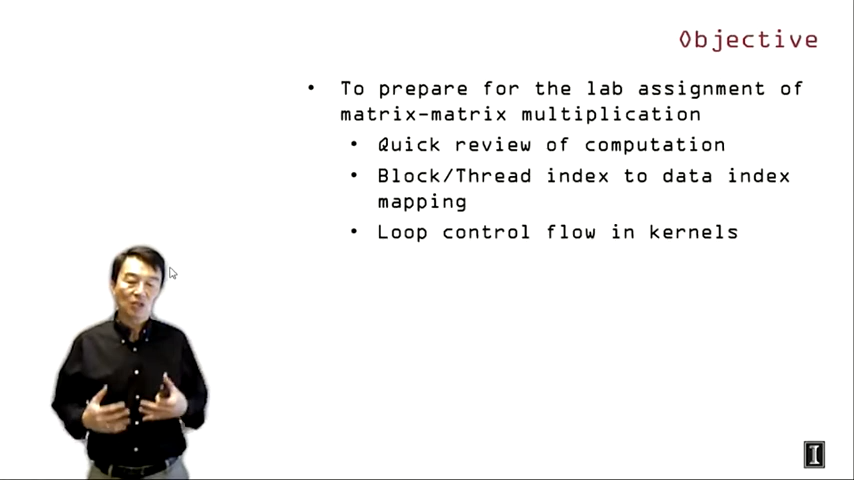 Objective
• To prepare for the lab assignment of
matrix-matrix multiplication
• Quick review of computation
• Block/Thread index to data index
mapping
• Loop control flow in kernels
I